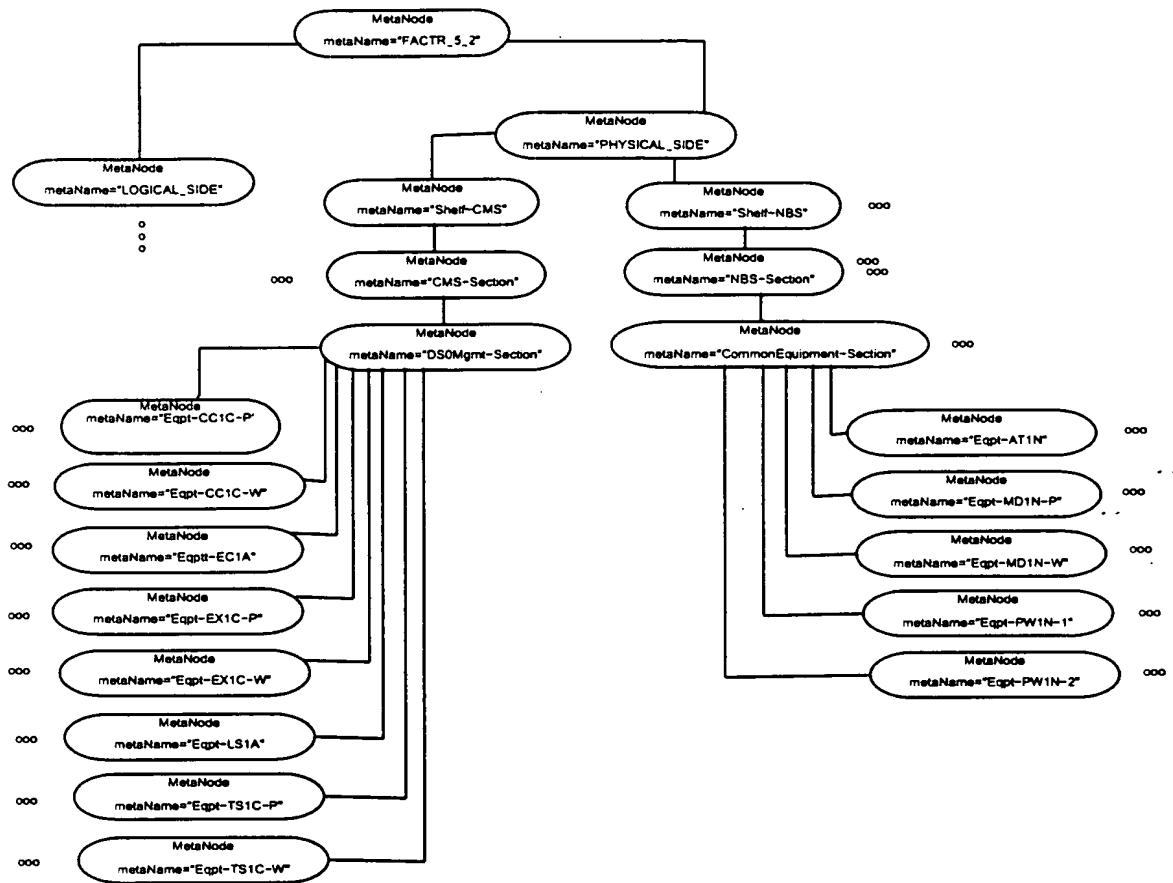 MetaNode
metaName="FACTR_5_2"
MetaNode
metaName="PHYSICAL_SIDE"
MetaNode
metaName="LOGICAL_SIDE"
MetaNode
metaName="Shelf-CMS"
MetaNode
metaName="Shelf-NBS"
MetaNode
metaName="CMS-Section"
MetaNode
metaName="NBS-Section"
MetaNode
metaName="DS0Mgmt-Section"
MetaNode
metaName="CommonEquipment-Section"
MetaNode
metaName="Eqpt-CC1C-P'
MetaNode
metaName="Eqpt-CC1C-W"
MetaNode
metaName="Eqptt-EC1A"
MetaNode
metaName="Eqpt-EX1C-P"
MetaNode
metaName="Eqpt-EX1C-W"
MetaNode
metaName="Eqpt-LS1A"
MetaNode
metaName="Eqpt-TS1C-P"
MetaNode
metaName="Eqpt-TS1C-W"
MetaNode
metaName="Eqpt-AT1N"
MetaNode
metaName="Eqpt-MD1N-P"
MetaNode
metaName="Eqpt-MD1N-W"
MetaNode
metaName="Eqpt-PW1N-1"
MetaNode
metaName="Eqpt-PW1N-2"